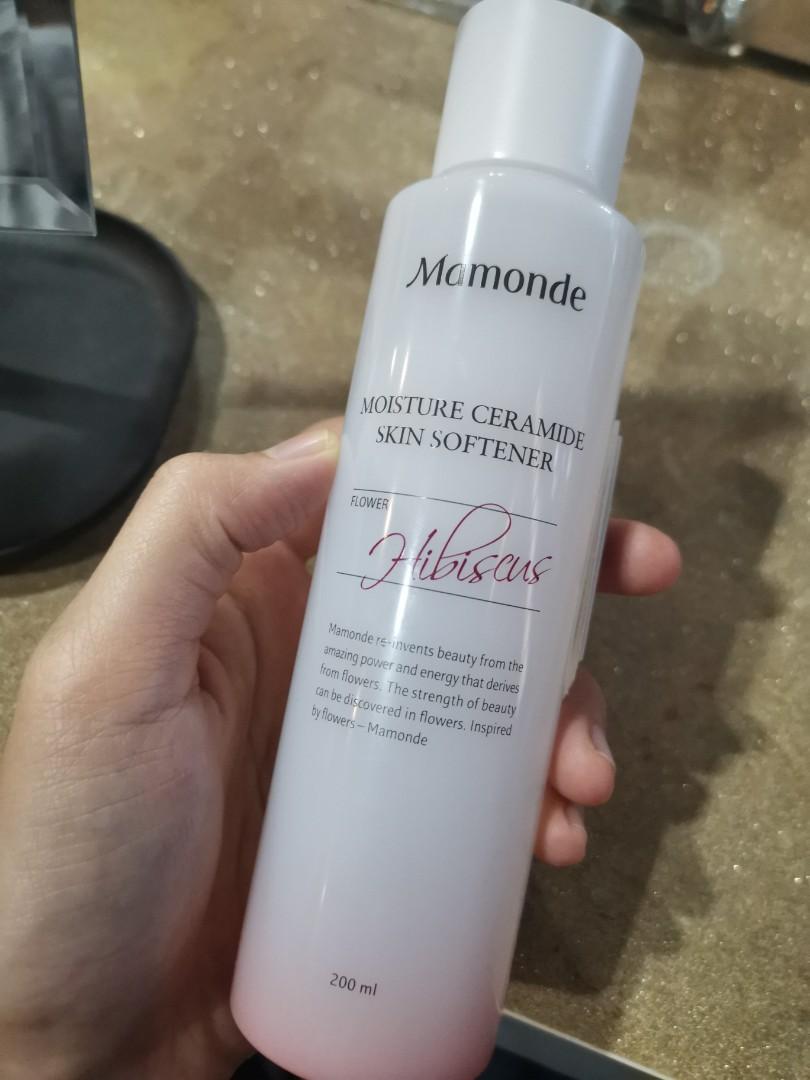 Mamonde
MOISTURE CERAMIDE
SKIN SOFTENER
FLOWER
Hibiscus
Mamonde re-invents beauty from the
amazing power and energy that derives
from flowers. The strength of beauty
can be discovered in flowers. Inspired
by flowers – Mamonde
200 ml